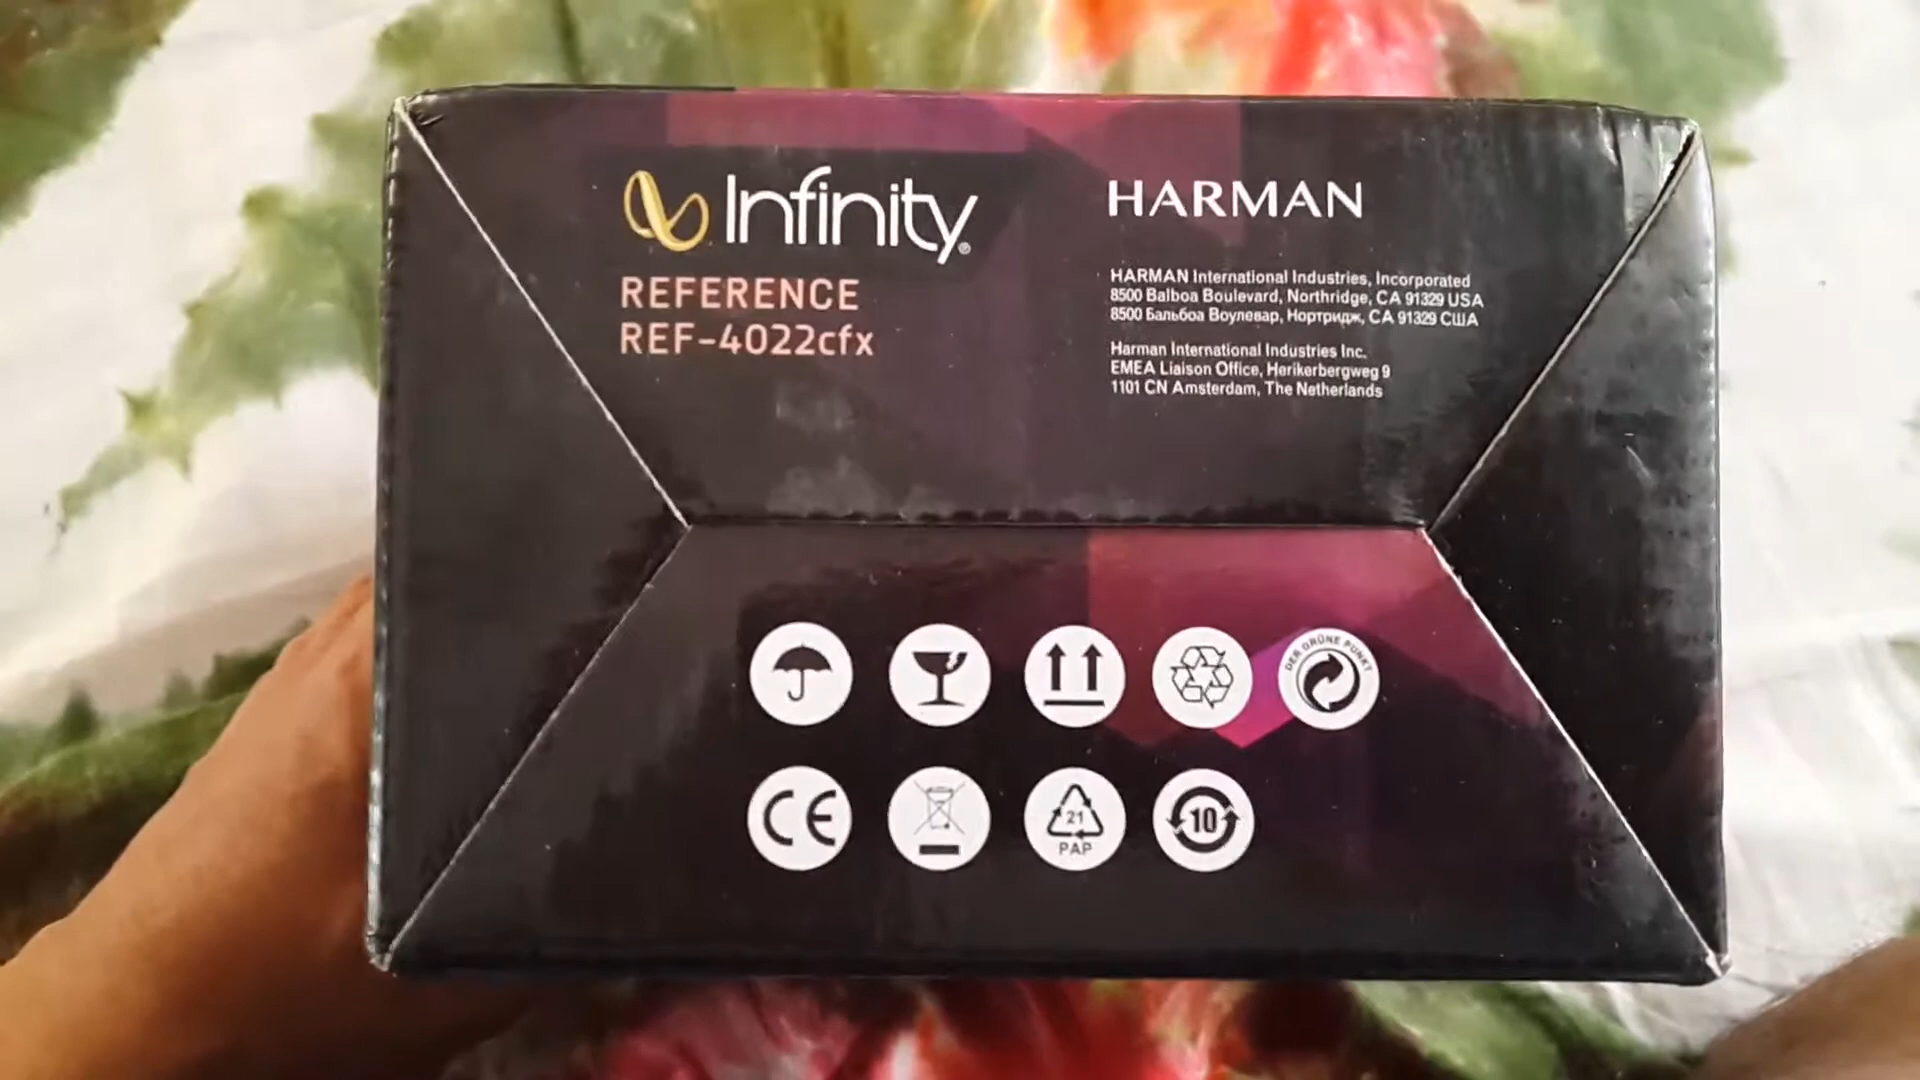 Infinity®
REFERENCE
REF-4022cfx
HARMAN
HARMAN International Industries, Incorporated
8500 Balboa Boulevard, Northridge, CA 91329 USA
8500 Бальбоа Воулевар, Нортридж, CA 91329 США
Harman International Industries Inc.
EMEA Liaison Office, Herikerbergweg 9
1101 CN Amsterdam, The Netherlands
DER GRÜNE PUNKT
CE
21
PAP
10